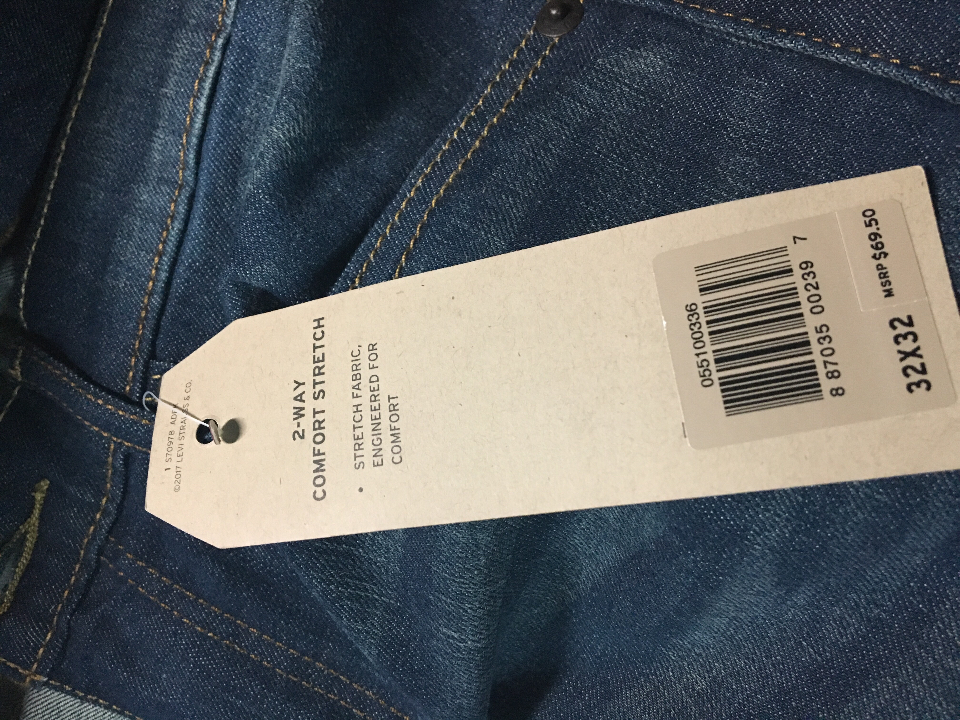 ©2017 LEVI STRAUSS & CO.
2-WAY
COMFORT STRETCH
• STRETCH FABRIC,
ENGINEERED FOR
COMFORT
055100336
8 87035 00239 7
MSRP $69.50
32X32